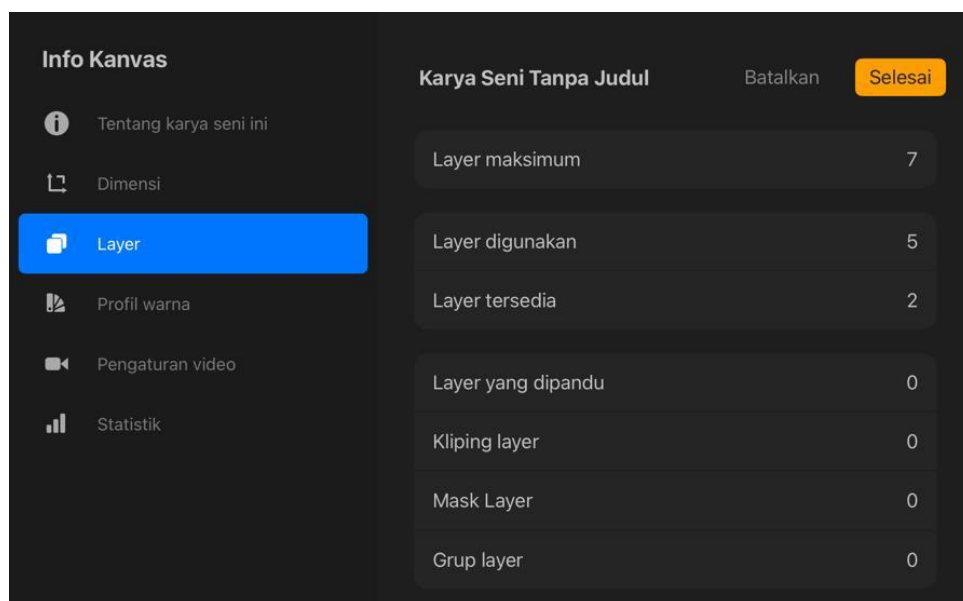 Info Kanvas
Tentang karya seni ini
Dimensi
Layer
Profil warna
Pengaturan video
Statistik
Karya Seni Tanpa Judul
Batalkan
Selesai
Layer maksimum 7
Layer digunakan 5
Layer tersedia 2
Layer yang dipandu 0
Kliping layer 0
Mask Layer 0
Grup layer 0